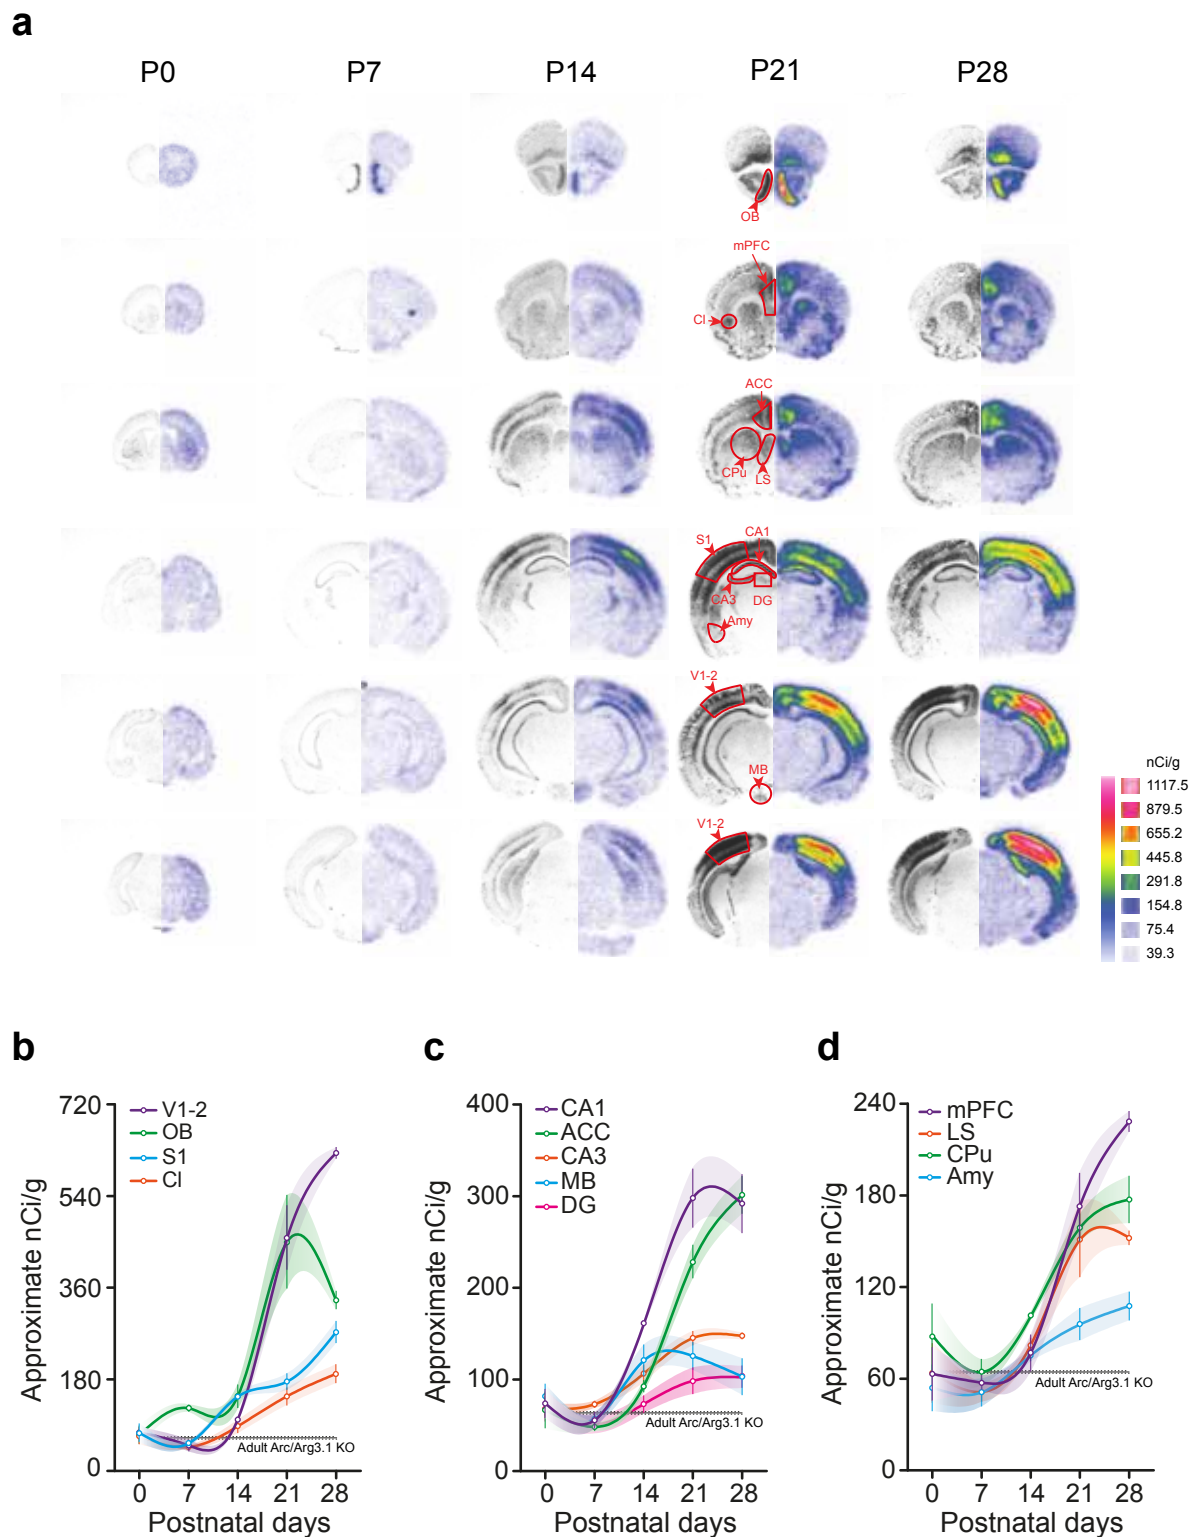 a
P0 P7 P14 P21 P28
OB
mPFC
Cl
ACC
CPu
LS
S1
CA1
CA3
DG
Amy
V1-2
MB
V1-2
nCi/g
1117.5
879.5
655.2
445.8
291.8
154.8
75.4
39.3
b
Approximate nCi/g
720
540
360
180
0
V1-2
OB
S1
Cl
Adult Arc/Arg3.1 KO
0 7 14 21 28
Postnatal days
c
Approximate nCi/g
400
300
200
100
0
CA1
ACC
CA3
MB
DG
Adult Arc/Arg3.1 KO
0 7 14 21 28
Postnatal days
d
Approximate nCi/g
240
180
120
60
0
mPFC
LS
CPu
Amy
Adult Arc/Arg3.1 KO
0 7 14 21 28
Postnatal days